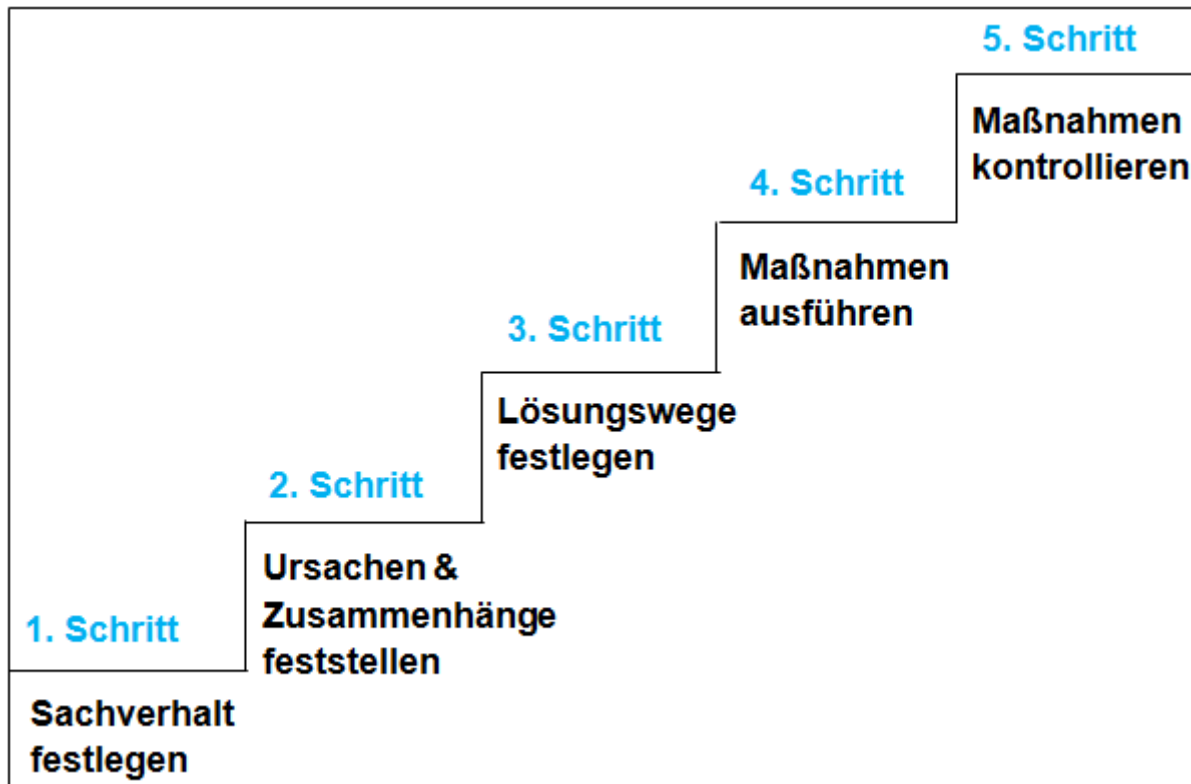 1. Schritt
Sachverhalt
festlegen
2. Schritt
Ursachen &
Zusammenhänge
feststellen
3. Schritt
Lösungswege
festlegen
4. Schritt
Maßnahmen
ausführen
5. Schritt
Maßnahmen
kontrollieren